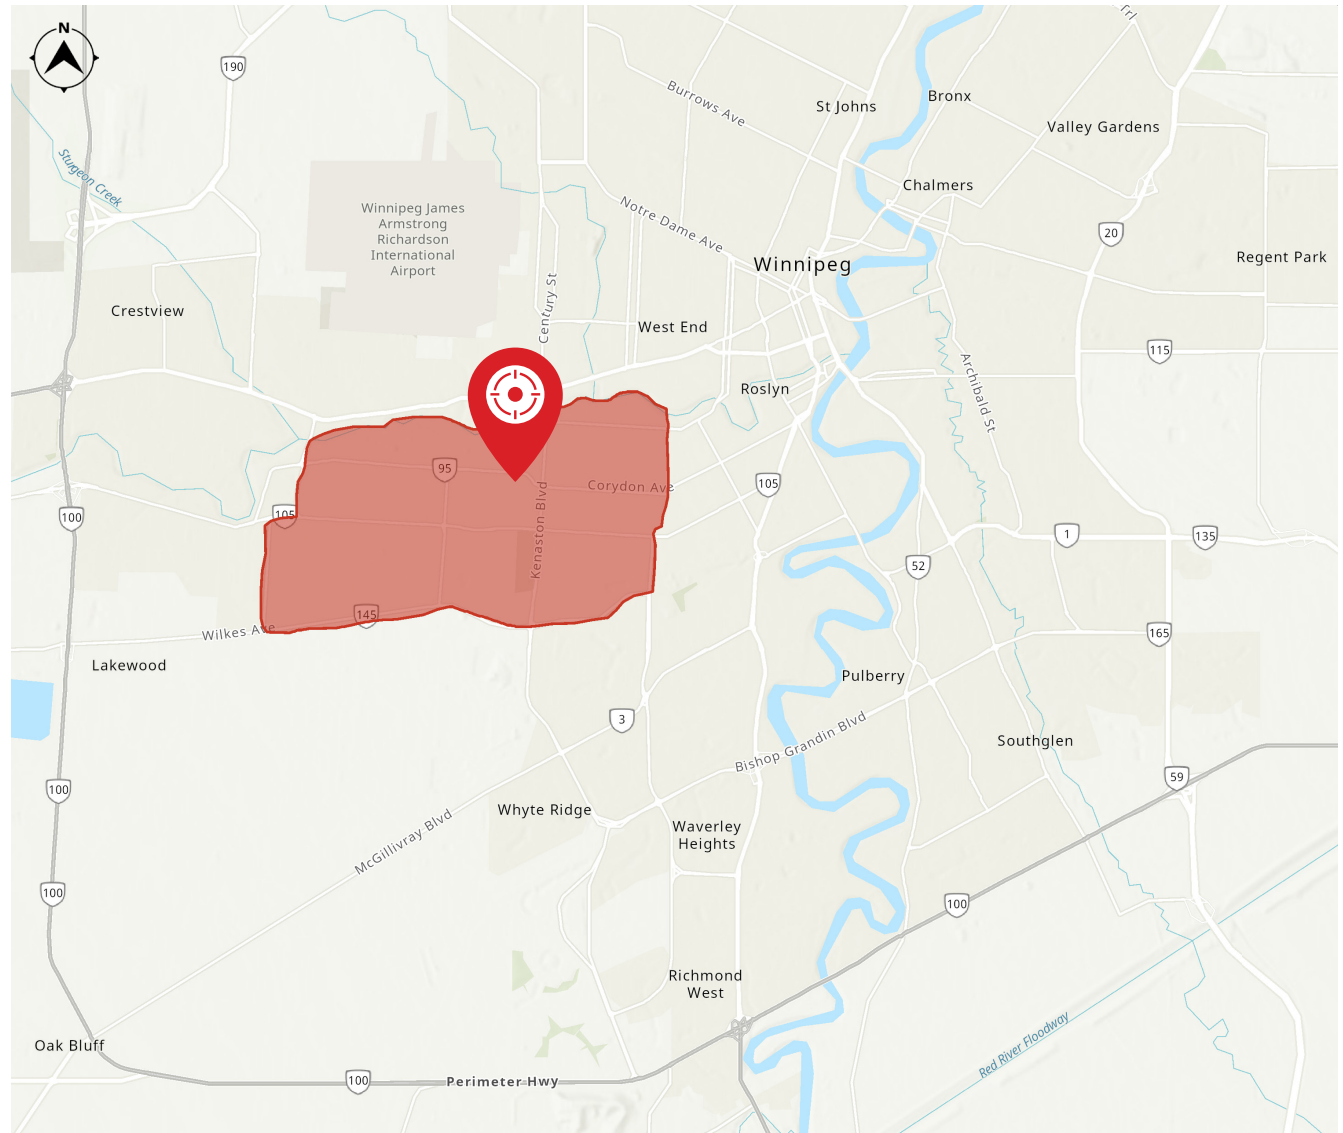 N
190
Burrows Ave
St Johns
Bronx
Valley Gardens
Trl
Sturgeon Creek
Chalmers
Winnipeg James
Armstrong
Richardson
International
Airport
Notre Dame Ave
20
Winnipeg
Regent Park
Crestview
Century St
West End
115
Roslyn
Archibald St
95
Corydon Ave
105
105
100
Kenaston Blvd
1
135
52
145
Wilkes Ave
165
Lakewood
Pulberry
3
Bishop Grandin Blvd
Southglen
59
100
Whyte Ridge
McGillivray Blvd
Waverley
Heights
100
100
Richmond
West
Red River Floodway
Oak Bluff
100
Perimeter Hwy